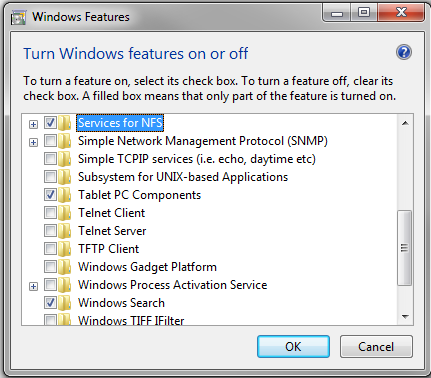 Windows Features
Turn Windows features on or off
To turn a feature on, select its check box. To turn a feature off, clear its
check box. A filled box means that only part of the feature is turned on.
Services for NFS
Simple Network Management Protocol (SNMP)
Simple TCPIP services (i.e. echo, daytime etc)
Subsystem for UNIX-based Applications
Tablet PC Components
Telnet Client
Telnet Server
TFTP Client
Windows Gadget Platform
Windows Process Activation Service
Windows Search
Windows TIFF IFilter
OK
Cancel